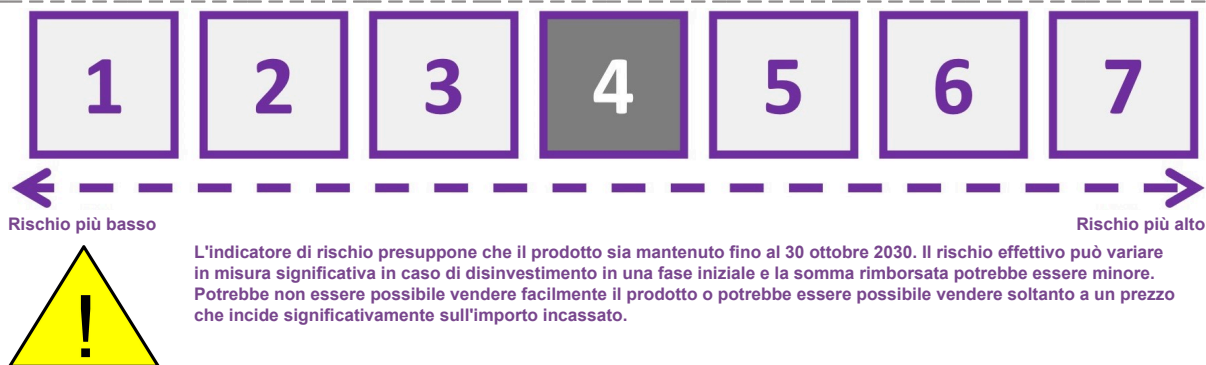 1 2 3 4 5 6 7
Rischio più basso Rischio più alto
L'indicatore di rischio presuppone che il prodotto sia mantenuto fino al 30 ottobre 2030. Il rischio effettivo può variare
in misura significativa in caso di disinvestimento in una fase iniziale e la somma rimborsata potrebbe essere minore.
Potrebbe non essere possibile vendere facilmente il prodotto o potrebbe essere possibile vendere soltanto a un prezzo
che incide significativamente sull'importo incassato.
!